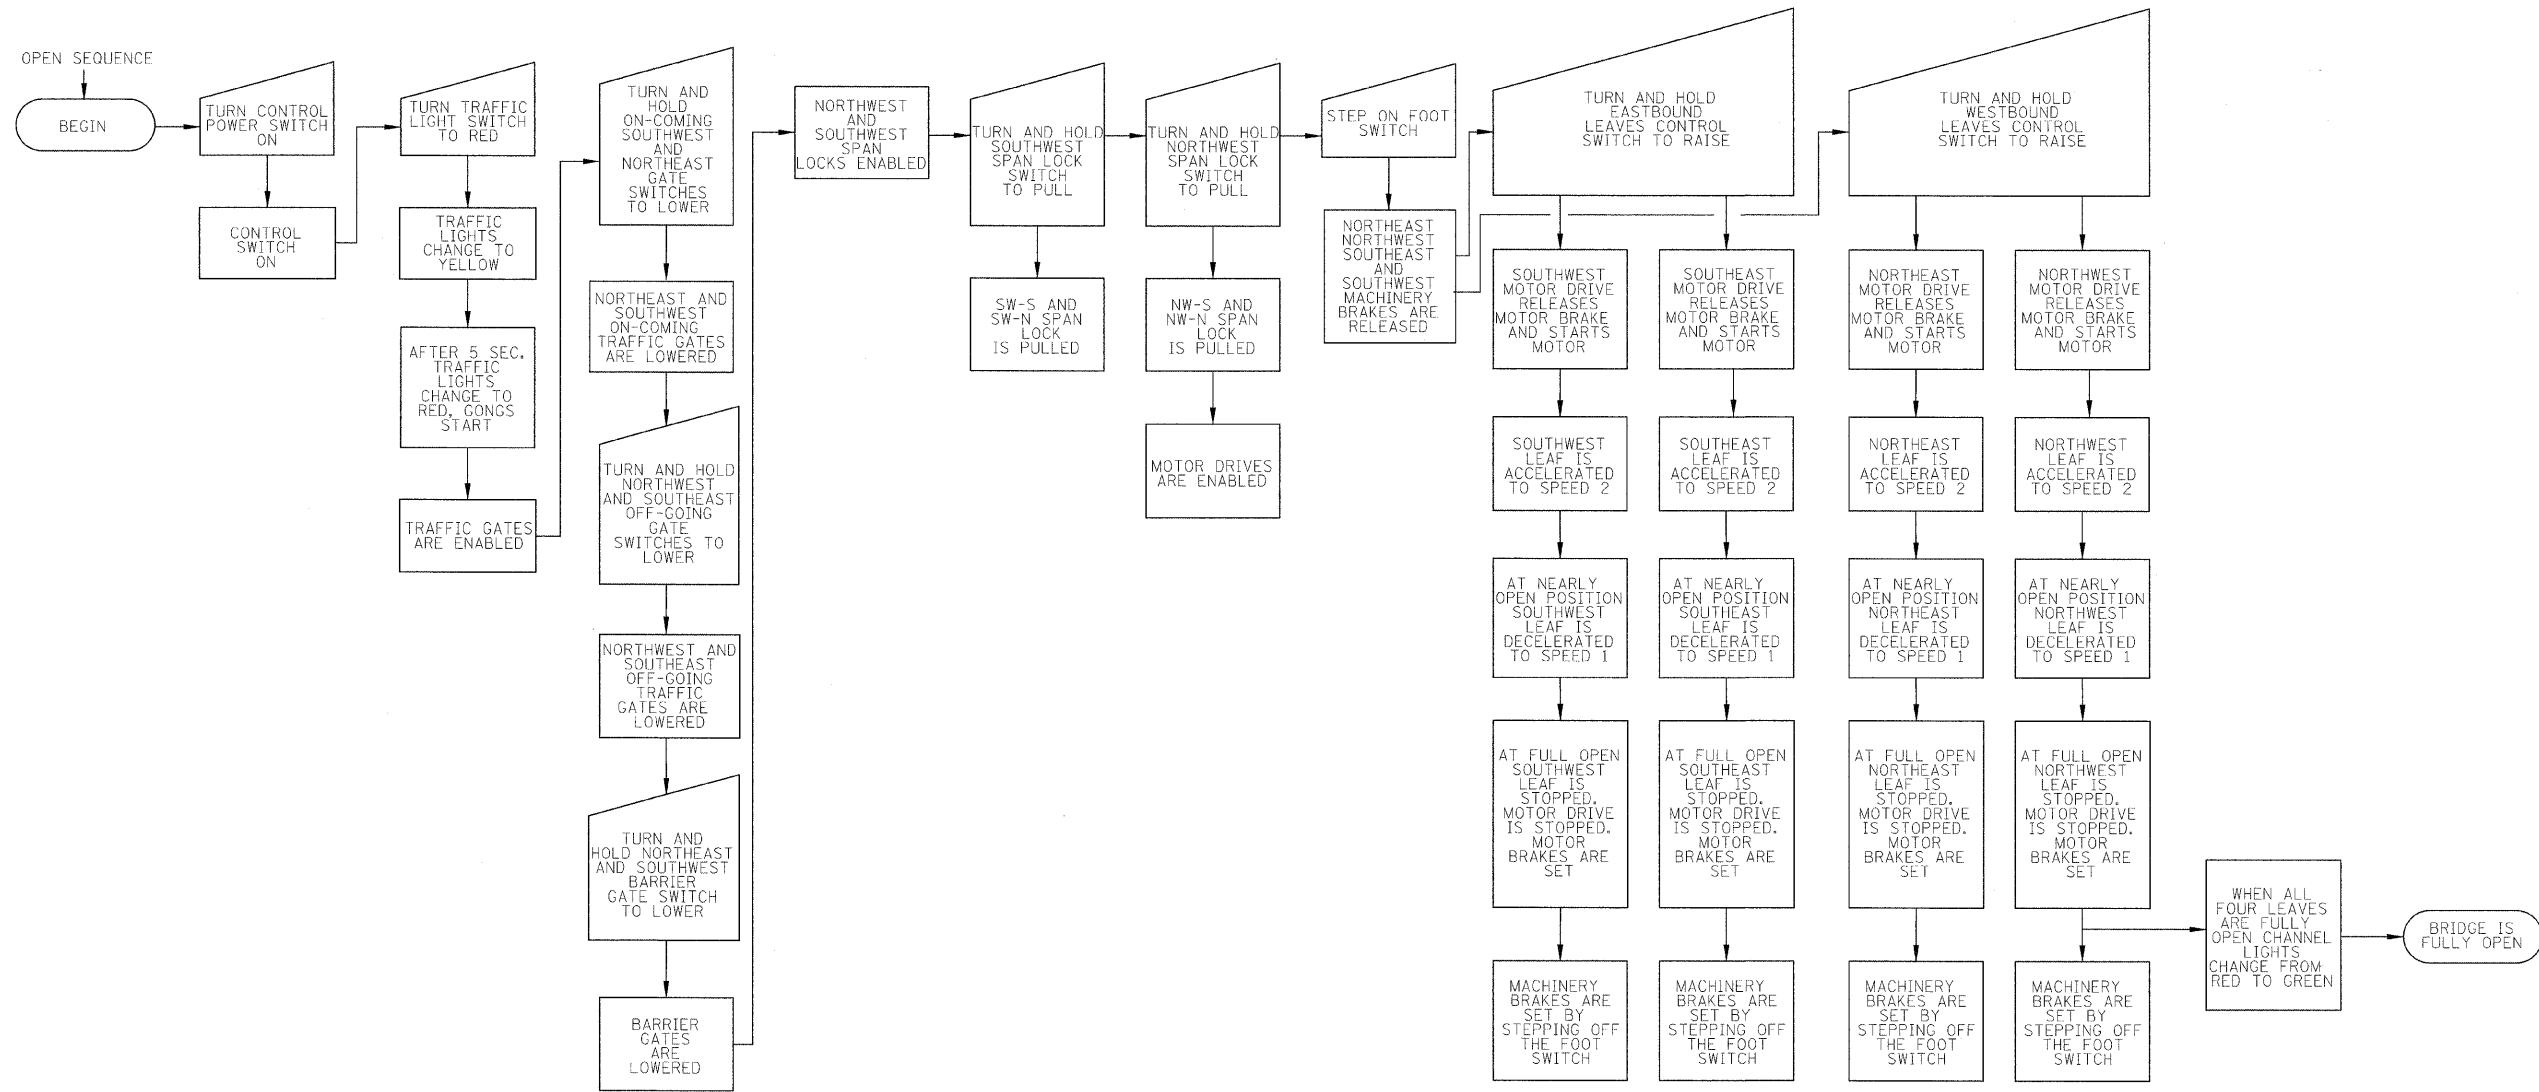 OPEN SEQUENCE
BEGIN
TURN CONTROL
POWER SWITCH
ON
CONTROL
SWITCH
ON
TURN TRAFFIC
LIGHT SWITCH
TO RED
TRAFFIC
LIGHTS
CHANGE TO
YELLOW
AFTER 5 SEC.
TRAFFIC
LIGHTS
CHANGE TO
RED, GONGS
START
TRAFFIC GATES
ARE ENABLED
TURN AND
HOLD
ON-COMING
SOUTHWEST
AND
NORTHEAST
GATE
SWITCHES
TO LOWER
NORTHEAST AND
SOUTHWEST
ON-COMING
TRAFFIC GATES
ARE LOWERED
TURN AND HOLD
NORTHWEST
AND SOUTHEAST
OFF-GOING
GATE
SWITCHES TO
LOWER
NORTHWEST AND
SOUTHEAST
OFF-GOING
TRAFFIC
GATES ARE
LOWERED
TURN AND
HOLD NORTHEAST
AND SOUTHWEST
BARRIER
GATE SWITCH
TO LOWER
BARRIER
GATES
ARE
LOWERED
NORTHWEST
AND
SOUTHWEST
SPAN
LOCKS ENABLED
TURN AND HOLD
SOUTHWEST
SPAN LOCK
SWITCH
TO PULL
SW-S AND
SW-N SPAN
LOCK
IS PULLED
TURN AND HOLD
NORTHWEST
SPAN LOCK
SWITCH
TO PULL
NW-S AND
NW-N SPAN
LOCK
IS PULLED
MOTOR DRIVES
ARE ENABLED
STEP ON FOOT
SWITCH
NORTHEAST
NORTHWEST
SOUTHEAST
AND
SOUTHWEST
MACHINERY
BRAKES ARE
RELEASED
TURN AND HOLD
EASTBOUND
LEAVES CONTROL
SWITCH TO RAISE
SOUTHWEST
MOTOR DRIVE
RELEASES
MOTOR BRAKE
AND STARTS
MOTOR
SOUTHWEST
LEAF IS
ACCELERATED
TO SPEED 2
AT NEARLY
OPEN POSITION
SOUTHWEST
LEAF IS
DECELERATED
TO SPEED 1
AT FULL OPEN
SOUTHWEST
LEAF IS
STOPPED.
MOTOR DRIVE
IS STOPPED.
MOTOR
BRAKES ARE
SET
MACHINERY
BRAKES ARE
SET BY
STEPPING OFF
THE FOOT
SWITCH
SOUTHEAST
MOTOR DRIVE
RELEASES
MOTOR BRAKE
AND STARTS
MOTOR
SOUTHEAST
LEAF IS
ACCELERATED
TO SPEED 2
AT NEARLY
OPEN POSITION
SOUTHEAST
LEAF IS
DECELERATED
TO SPEED 1
AT FULL OPEN
SOUTHEAST
LEAF IS
STOPPED.
MOTOR DRIVE
IS STOPPED.
MOTOR
BRAKES ARE
SET
MACHINERY
BRAKES ARE
SET BY
STEPPING OFF
THE FOOT
SWITCH
TURN AND HOLD
WESTBOUND
LEAVES CONTROL
SWITCH TO RAISE
NORTHEAST
MOTOR DRIVE
RELEASES
MOTOR BRAKE
AND STARTS
MOTOR
NORTHEAST
LEAF IS
ACCELERATED
TO SPEED 2
AT NEARLY
OPEN POSITION
NORTHEAST
LEAF IS
DECELERATED
TO SPEED 1
AT FULL OPEN
NORTHEAST
LEAF IS
STOPPED.
MOTOR DRIVE
IS STOPPED.
MOTOR
BRAKES ARE
SET
MACHINERY
BRAKES ARE
SET BY
STEPPING OFF
THE FOOT
SWITCH
NORTHWEST
MOTOR DRIVE
RELEASES
MOTOR BRAKE
AND STARTS
MOTOR
NORTHWEST
LEAF IS
ACCELERATED
TO SPEED 2
AT NEARLY
OPEN POSITION
NORTHWEST
LEAF IS
DECELERATED
TO SPEED 1
AT FULL OPEN
NORTHWEST
LEAF IS
STOPPED.
MOTOR DRIVE
IS STOPPED.
MOTOR
BRAKES ARE
SET
MACHINERY
BRAKES ARE
SET BY
STEPPING OFF
THE FOOT
SWITCH
WHEN ALL
FOUR LEAVES
ARE FULLY
OPEN CHANNEL
LIGHTS
CHANGE FROM
RED TO GREEN
BRIDGE IS
FULLY OPEN